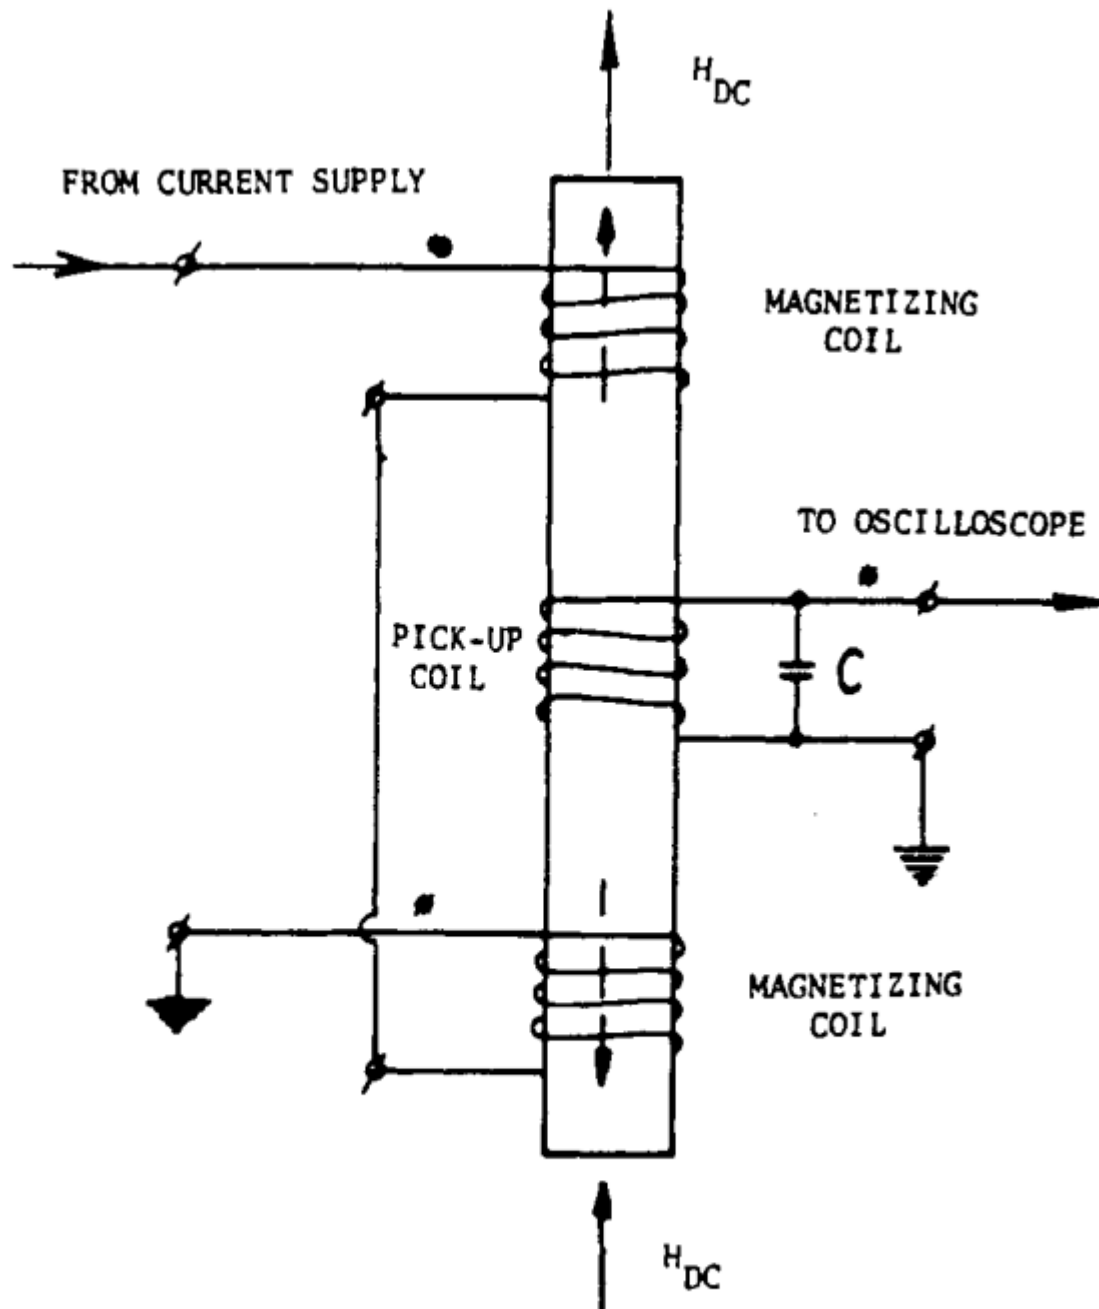 H_DC
FROM CURRENT SUPPLY
MAGNETIZING
COIL
TO OSCILLOSCOPE
PICK-UP
COIL
C
MAGNETIZING
COIL
H_DC